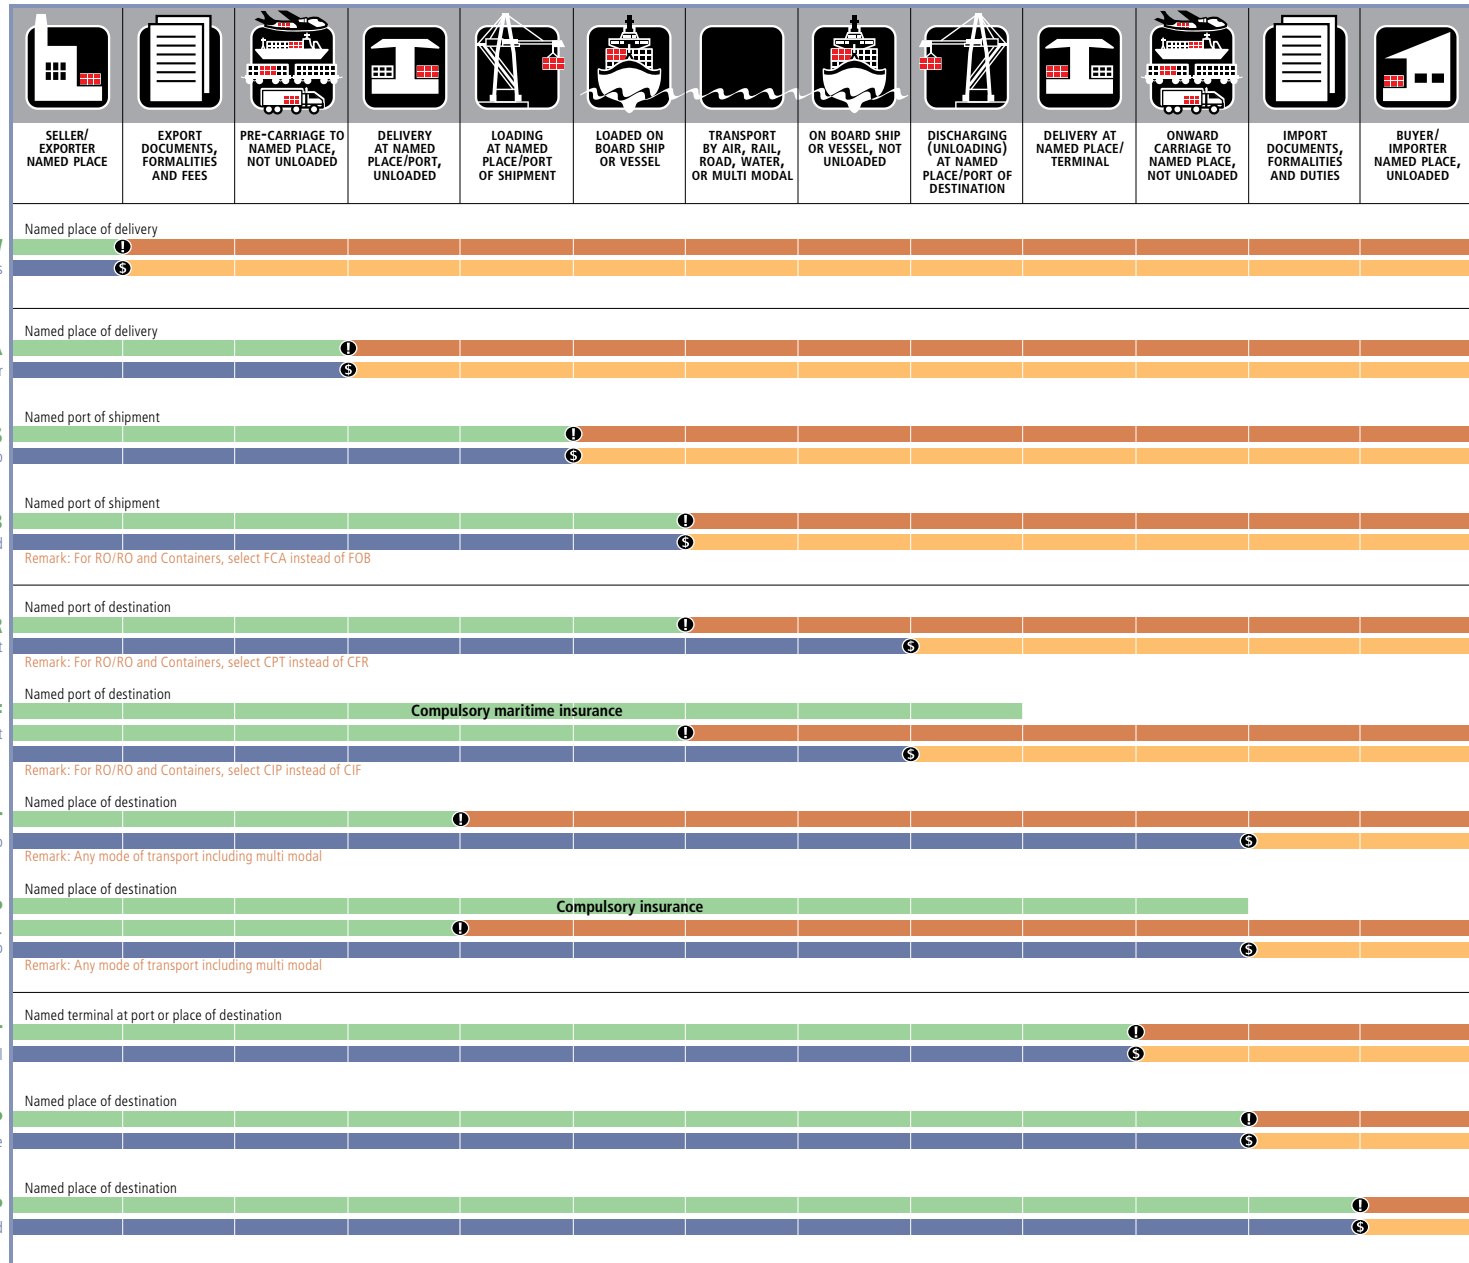 SELLER/
EXPORTER
NAMED PLACE
EXPORT
DOCUMENTS,
FORMALITIES
AND FEES
PRE-CARRIAGE TO
NAMED PLACE,
NOT UNLOADED
DELIVERY
AT NAMED
PLACE/PORT,
UNLOADED
LOADING
AT NAMED
PLACE/PORT
OF SHIPMENT
LOADED ON
BOARD SHIP
OR VESSEL
TRANSPORT
BY AIR, RAIL,
ROAD, WATER,
OR MULTI MODAL
ON BOARD SHIP
OR VESSEL, NOT
UNLOADED
DISCHARGING
(UNLOADING)
AT NAMED
PLACE/PORT OF
DESTINATION
DELIVERY AT
NAMED PLACE/
TERMINAL
ONWARD
CARRIAGE TO
NAMED PLACE,
NOT UNLOADED
IMPORT
DOCUMENTS,
FORMALITIES
AND DUTIES
BUYER/
IMPORTER
NAMED PLACE,
UNLOADED
Named place of delivery
!
s
$
Named place of delivery
!
r
$
Named port of shipment
!
$
Named port of shipment
!
d
$
Remark: For RO/RO and Containers, select FCA instead of FOB
Named port of destination
R
!
t
$
Remark: For RO/RO and Containers, select CPT instead of CFR
Named port of destination
Compulsory maritime insurance
t
!
$
Remark: For RO/RO and Containers, select CIP instead of CIF
Named place of destination
!
$
Remark: Any mode of transport including multi modal
Named place of destination
P
Compulsory insurance
!
$
Remark: Any mode of transport including multi modal
Named terminal at port or place of destination
!
$
Named place of destination
P
!
e
$
Named place of destination
P
!
d
$